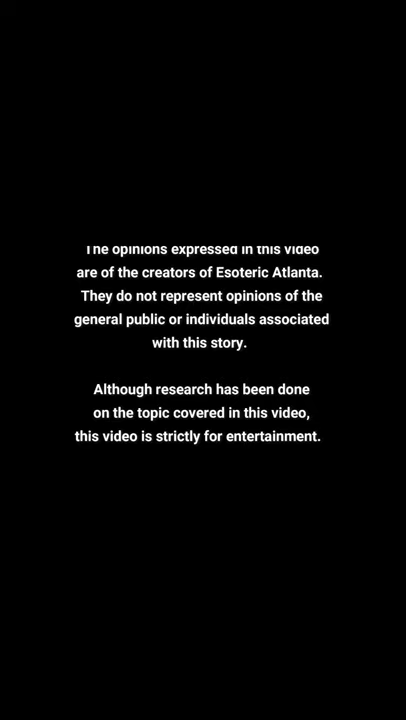 The opinions expressed in this video
are of the creators of Esoteric Atlanta.
They do not represent opinions of the
general public or individuals associated
with this story.
Although research has been done
on the topic covered in this video,
this video is strictly for entertainment.